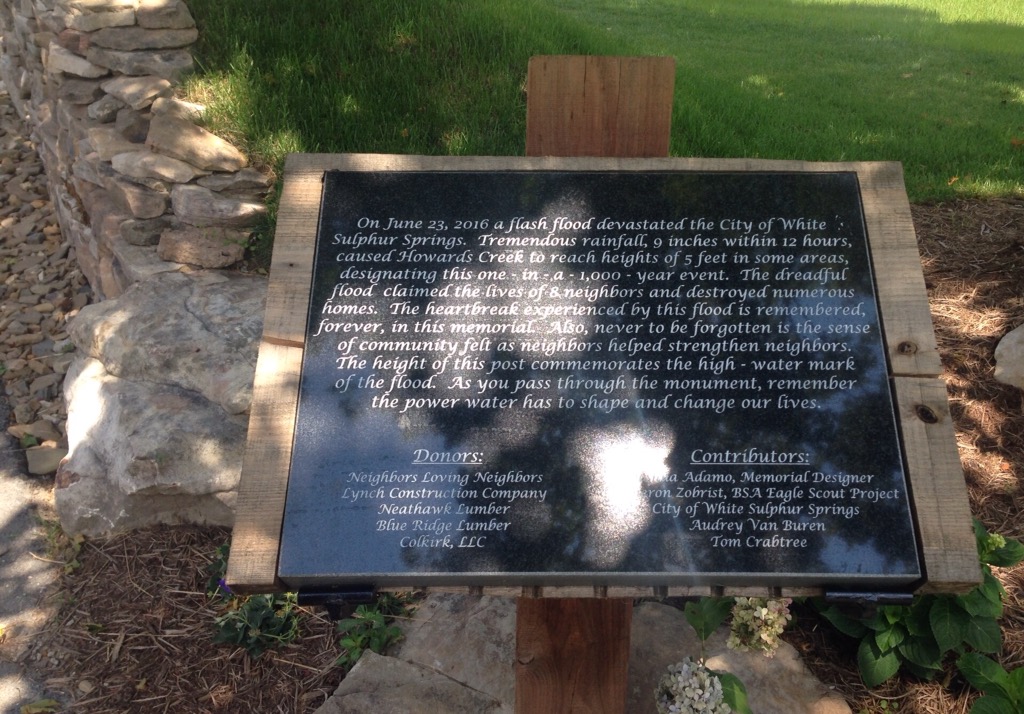 On June 23, 2016 a flash flood devastated the City of White
Sulphur Springs. Tremendous rainfall, 9 inches within 12 hours,
caused Howards Creek to reach heights of 5 feet in some areas,
designating this one - in - a - 1,000 - year event. The dreadful
flood claimed the lives of 8 neighbors and destroyed numerous
homes. The heartbreak experienced by this flood is remembered,
forever, in this memorial. Also, never to be forgotten is the sense
of community felt as neighbors helped strengthen neighbors.
The height of this post commemorates the high - water mark
of the flood. As you pass through the monument, remember
the power water has to shape and change our lives.
Donors:
Neighbors Loving Neighbors
Lynch Construction Company
Neathawk Lumber
Blue Ridge Lumber
Colkirk, LLC
Contributors:
Adamo, Memorial Designer
Zobrist, BSA Eagle Scout Project
City of White Sulphur Springs
Audrey Van Buren
Tom Crabtree